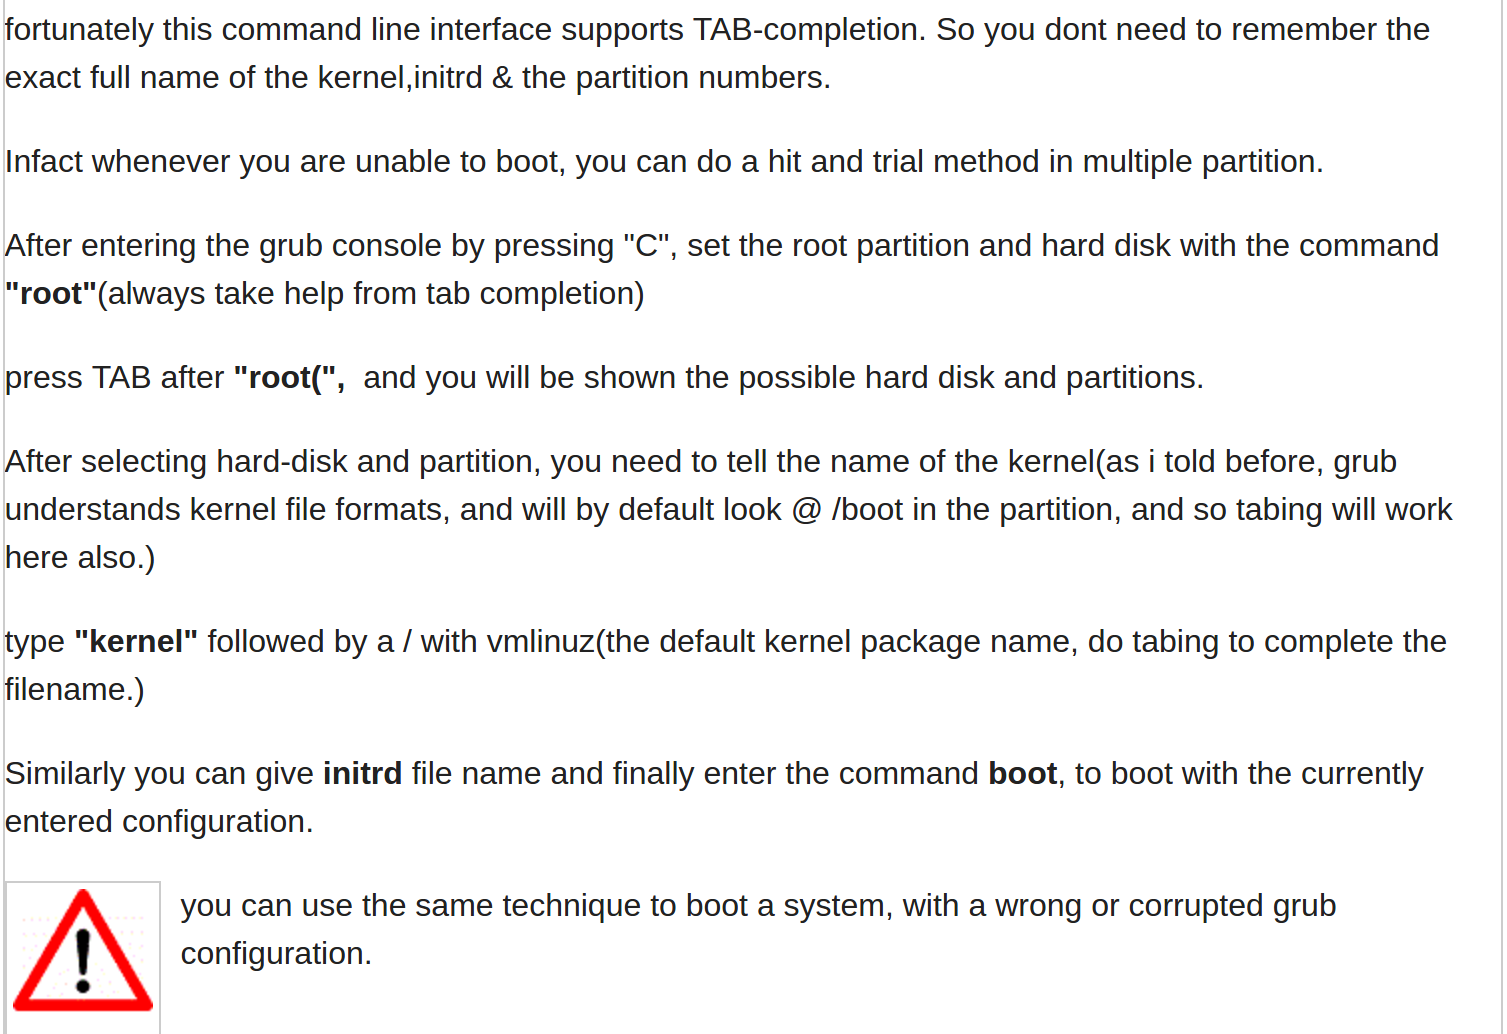 fortunately this command line interface supports TAB-completion. So you dont need to remember the
exact full name of the kernel,initrd & the partition numbers.
Infact whenever you are unable to boot, you can do a hit and trial method in multiple partition.
After entering the grub console by pressing "C", set the root partition and hard disk with the command
"root"(always take help from tab completion)
press TAB after "root(",  and you will be shown the possible hard disk and partitions.
After selecting hard-disk and partition, you need to tell the name of the kernel(as i told before, grub
understands kernel file formats, and will by default look @ /boot in the partition, and so tabing will work
here also.)
type "kernel" followed by a / with vmlinuz(the default kernel package name, do tabing to complete the
filename.)
Similarly you can give initrd file name and finally enter the command boot, to boot with the currently
entered configuration.
you can use the same technique to boot a system, with a wrong or corrupted grub
configuration.